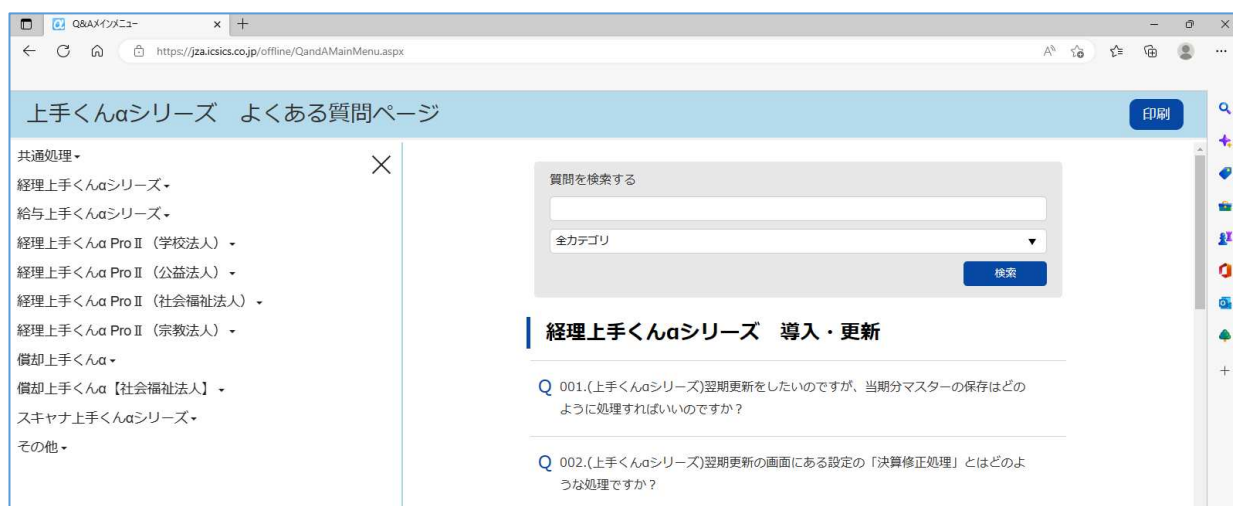 Q&Aメインメニュー
https://jza.icsics.co.jp/offline/QandAMainMenu.aspx
上手くんαシリーズ　よくある質問ページ
印刷
共通処理
経理上手くんαシリーズ
給与上手くんαシリーズ
経理上手くんα ProⅡ（学校法人）
経理上手くんα ProⅡ（公益法人）
経理上手くんα ProⅡ（社会福祉法人）
経理上手くんα ProⅡ（宗教法人）
償却上手くんα
償却上手くんα【社会福祉法人】
スキャナ上手くんαシリーズ
その他
質問を検索する
全カテゴリ
検索
経理上手くんαシリーズ　導入・更新
Q 001.(上手くんαシリーズ)翌期更新をしたいのですが、当期分マスターの保存はどの
ように処理すればいいのですか？
Q 002.(上手くんαシリーズ)翌期更新の画面にある設定の「決算修正処理」とはどのよ
うな処理ですか？